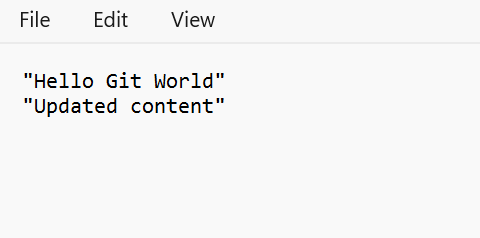 File Edit View
"Hello Git World"
"Updated content"